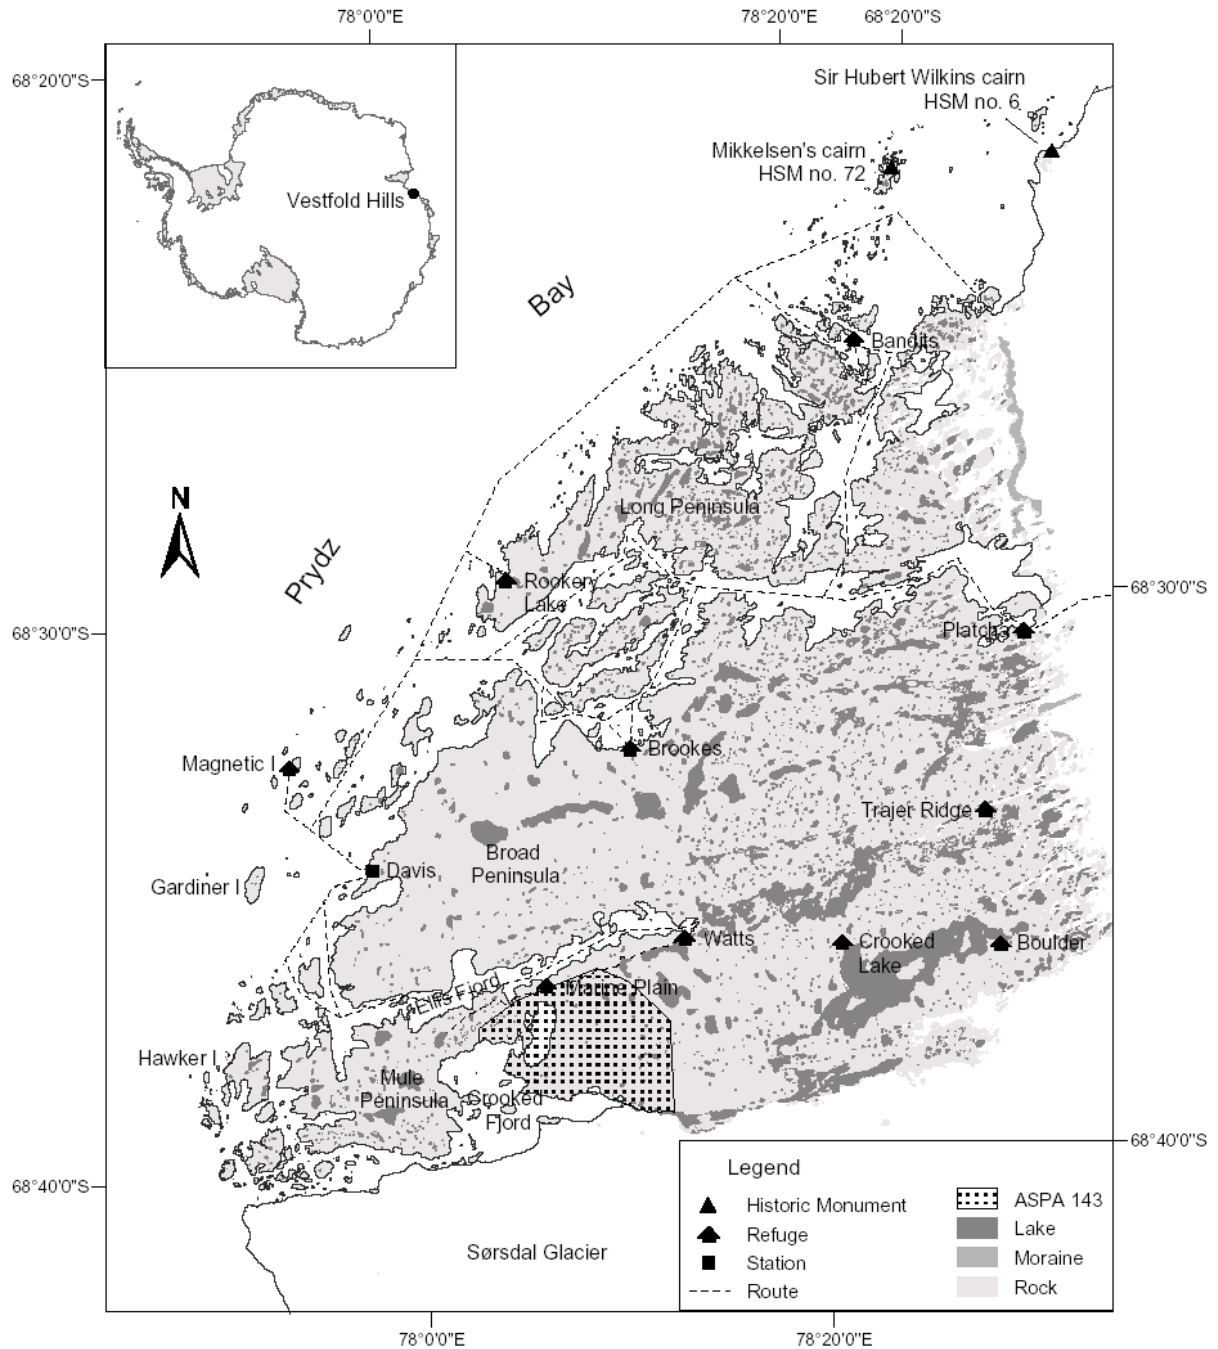 78°0'0"E
78°20'0"E
68°20'0"S
68°20'0"S
Sir Hubert Wilkins cairn
HSM no. 6
Mikkelsen's cairn
HSM no. 72
Vestfold Hills
Bay
Bandits
Long Peninsula
N
Prydz
Rookery
Lake
68°30'0"S
68°30'0"S
Platcha
Brookes
Magnetic I
Trajer Ridge
Broad
Peninsula
Davis
Gardiner I
Watts
Crooked
Lake
Boulder
Ellis Fjord
Marine Plain
Hawker I
Mule
Peninsula
Crooked
Fjord
68°40'0"S
68°40'0"S
Legend
Historic Monument
Refuge
Station
Route
ASPA 143
Lake
Moraine
Rock
Sørsdal Glacier
78°0'0"E
78°20'0"E